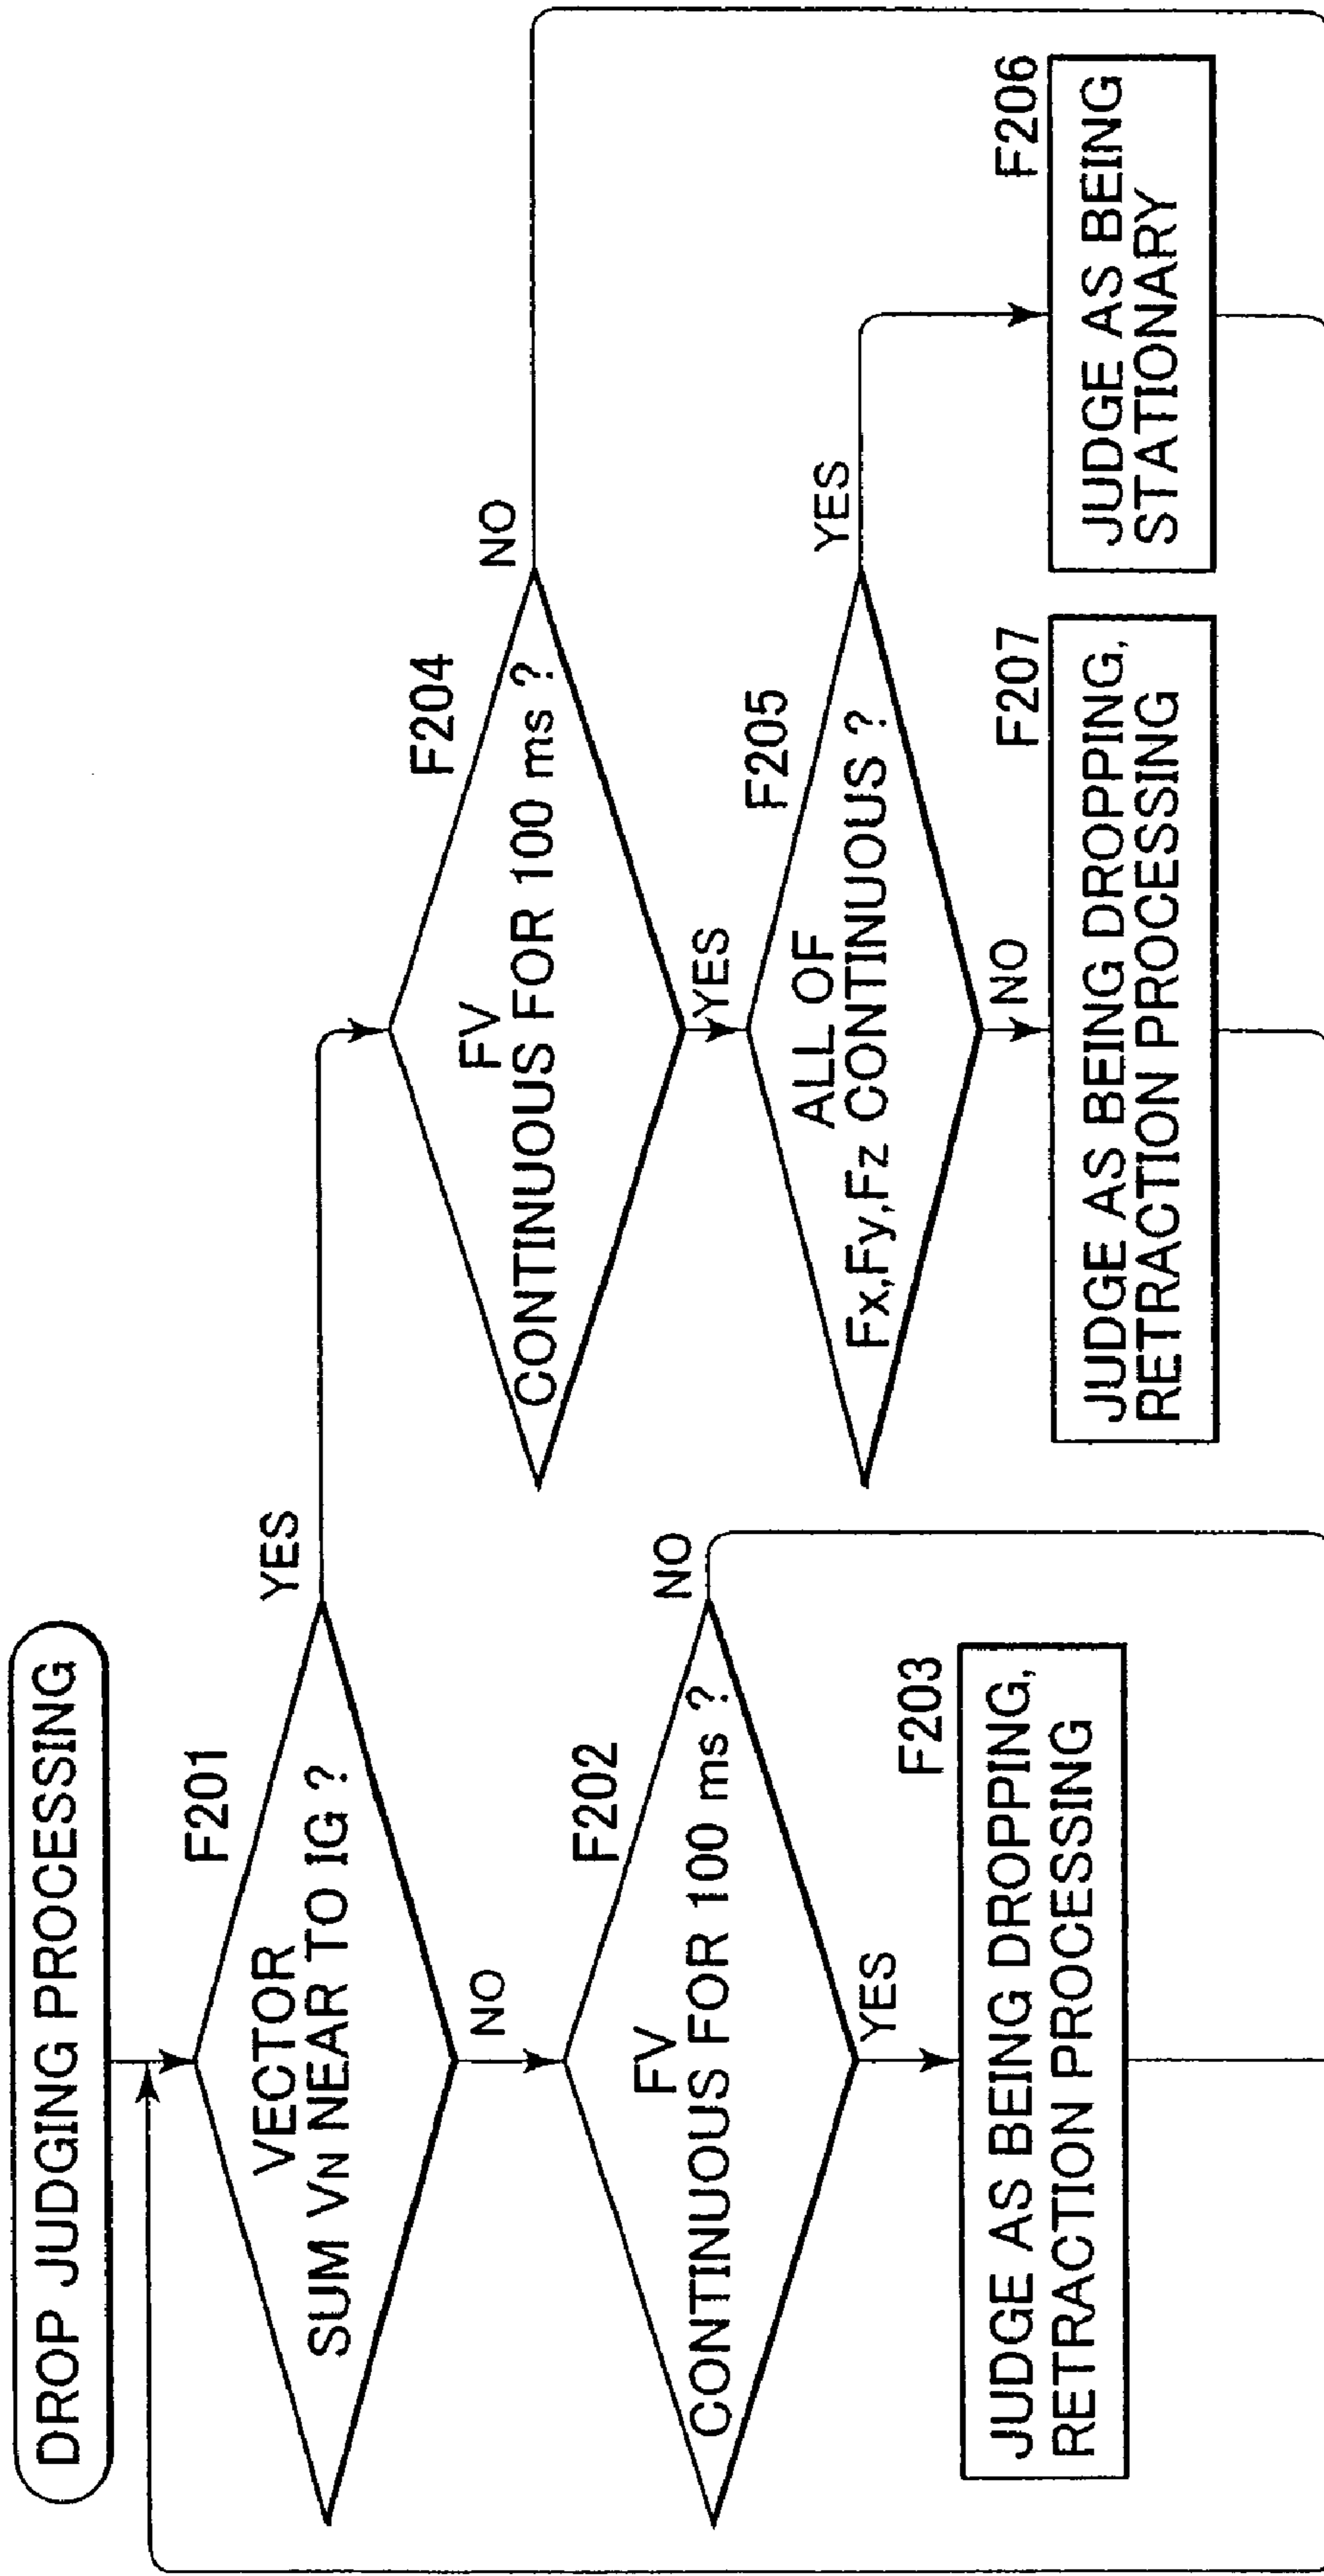 DROP JUDGING PROCESSING
F201
VECTOR
SUM VN NEAR TO IG ?
YES
NO
F202
FV
CONTINUOUS FOR 100 ms ?
NO
YES
F203
JUDGE AS BEING DROPPING,
RETRACTION PROCESSING
F204
FV
CONTINUOUS FOR 100 ms ?
NO
YES
F205
ALL OF
Fx,Fy,Fz CONTINUOUS ?
YES
NO
F207
JUDGE AS BEING DROPPING,
RETRACTION PROCESSING
F206
JUDGE AS BEING
STATIONARY